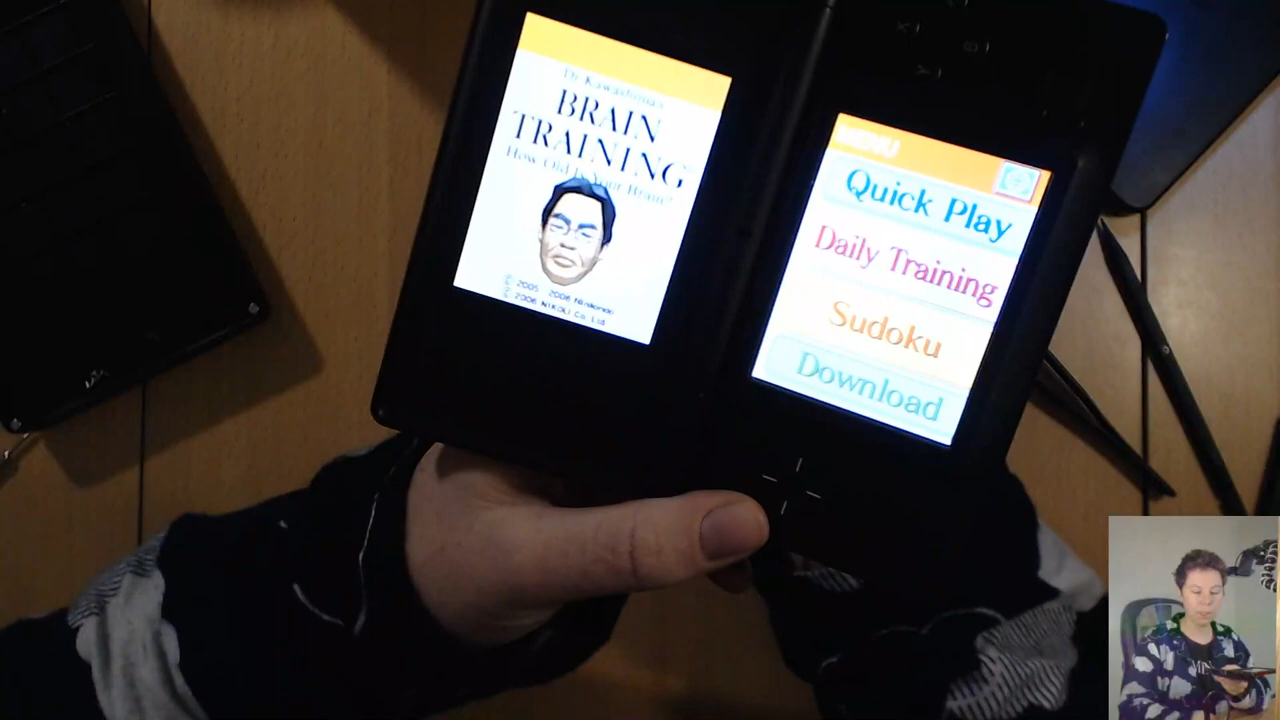 Dr Kawashima's
BRAIN
TRAINING
How Old Is Your Brain?
© 2005 - 2006 Nintendo
© 2006 NIKOLI Co Ltd
MENU
Quick Play
Daily Training
Sudoku
Download
X
B
Y